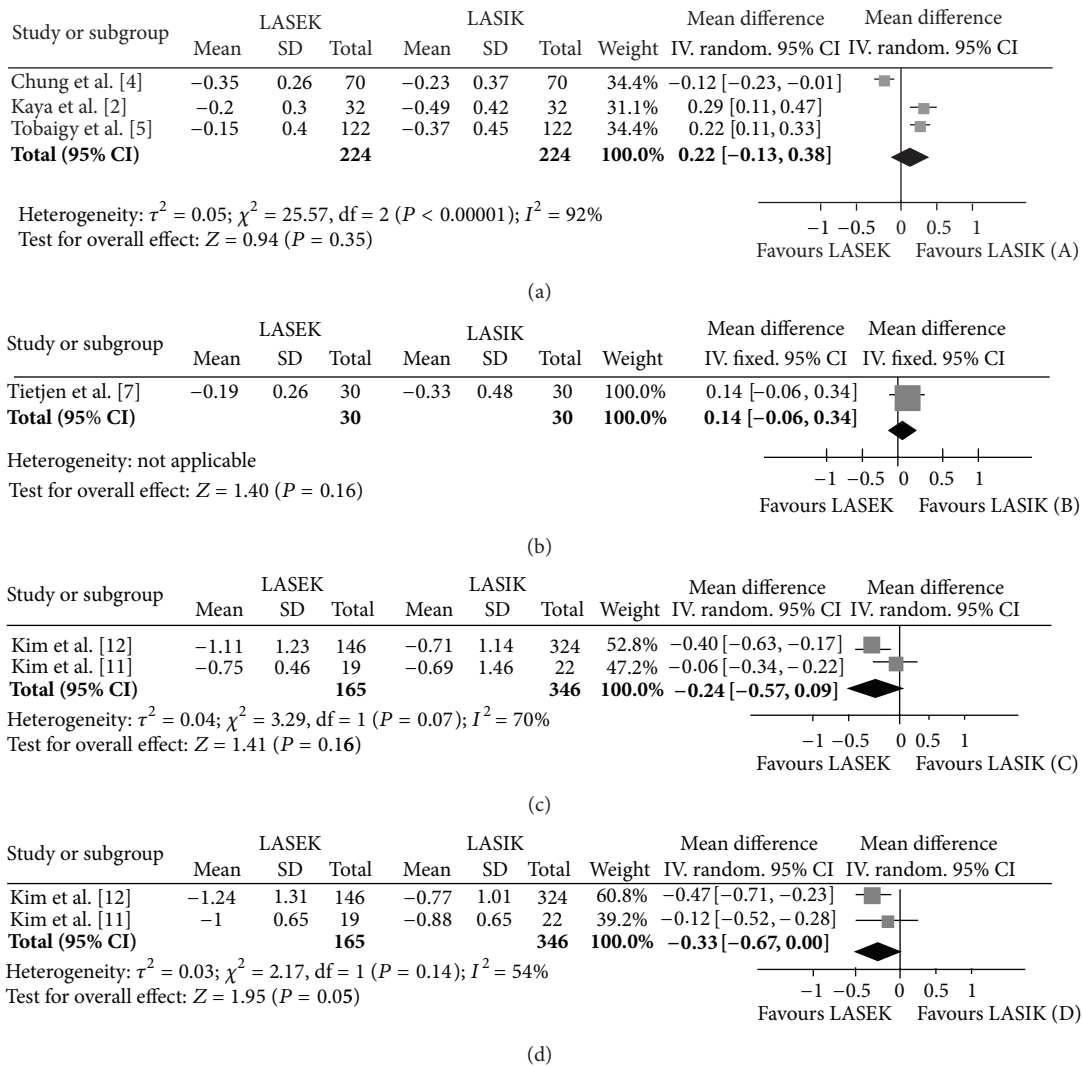 Study or subgroup LASEK LASIK Mean difference Mean difference
Mean SD Total Mean SD Total Weight IV. random. 95% CI IV. random. 95% CI
Chung et al. [4] −0.35 0.26 70 −0.23 0.37 70 34.4% −0.12 [−0.23, −0.01]
Kaya et al. [2] −0.2 0.3 32 −0.49 0.42 32 31.1% 0.29 [0.11, 0.47]
Tobaigy et al. [5] −0.15 0.4 122 −0.37 0.45 122 34.4% 0.22 [0.11, 0.33]
Total (95% CI) 224 224 100.0% 0.22 [−0.13, 0.38]
Heterogeneity: τ² = 0.05; χ² = 25.57, df = 2 (P < 0.00001); I² = 92%
Test for overall effect: Z = 0.94 (P = 0.35)
−1 −0.5 0 0.5 1
Favours LASEK Favours LASIK (A)
(a)
Study or subgroup LASEK LASIK Mean difference Mean difference
Mean SD Total Mean SD Total Weight IV. fixed. 95% CI IV. fixed. 95% CI
Tietjen et al. [7] −0.19 0.26 30 −0.33 0.48 30 100.0% 0.14 [−0.06, 0.34]
Total (95% CI) 30 30 100.0% 0.14 [−0.06, 0.34]
Heterogeneity: not applicable
Test for overall effect: Z = 1.40 (P = 0.16)
−1 −0.5 0 0.5 1
Favours LASEK Favours LASIK (B)
(b)
Study or subgroup LASEK LASIK Mean difference Mean difference
Mean SD Total Mean SD Total Weight IV. random. 95% CI IV. random. 95% CI
Kim et al. [12] −1.11 1.23 146 −0.71 1.14 324 52.8% −0.40 [−0.63, −0.17]
Kim et al. [11] −0.75 0.46 19 −0.69 1.46 22 47.2% −0.06 [−0.34, −0.22]
Total (95% CI) 165 346 100.0% −0.24 [−0.57, 0.09]
Heterogeneity: τ² = 0.04; χ² = 3.29, df = 1 (P = 0.07); I² = 70%
Test for overall effect: Z = 1.41 (P = 0.16)
−1 −0.5 0 0.5 1
Favours LASEK Favours LASIK (C)
(c)
Study or subgroup LASEK LASIK Mean difference Mean difference
Mean SD Total Mean SD Total Weight IV. random. 95% CI IV. random. 95% CI
Kim et al. [12] −1.24 1.31 146 −0.77 1.01 324 60.8% −0.47 [−0.71, −0.23]
Kim et al. [11] −1 0.65 19 −0.88 0.65 22 39.2% −0.12 [−0.52, −0.28]
Total (95% CI) 165 346 100.0% −0.33 [−0.67, 0.00]
Heterogeneity: τ² = 0.03; χ² = 2.17, df = 1 (P = 0.14); I² = 54%
Test for overall effect: Z = 1.95 (P = 0.05)
−1 −0.5 0 0.5 1
Favours LASEK Favours LASIK (D)
(d)